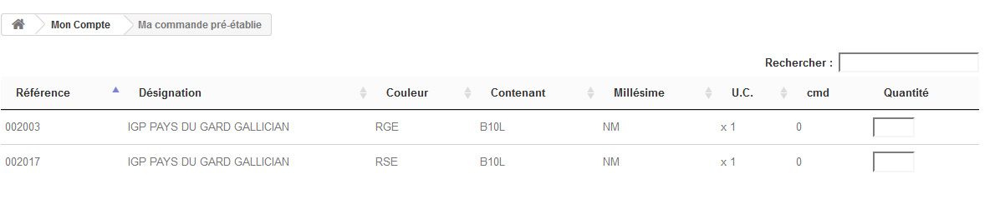 Mon Compte Ma commande pré-établie
Rechercher :
Référence Désignation Couleur Contenant Millésime U.C. cmd Quantité
002003 IGP PAYS DU GARD GALLICIAN RGE B10L NM x 1 0
002017 IGP PAYS DU GARD GALLICIAN RSE B10L NM x 1 0